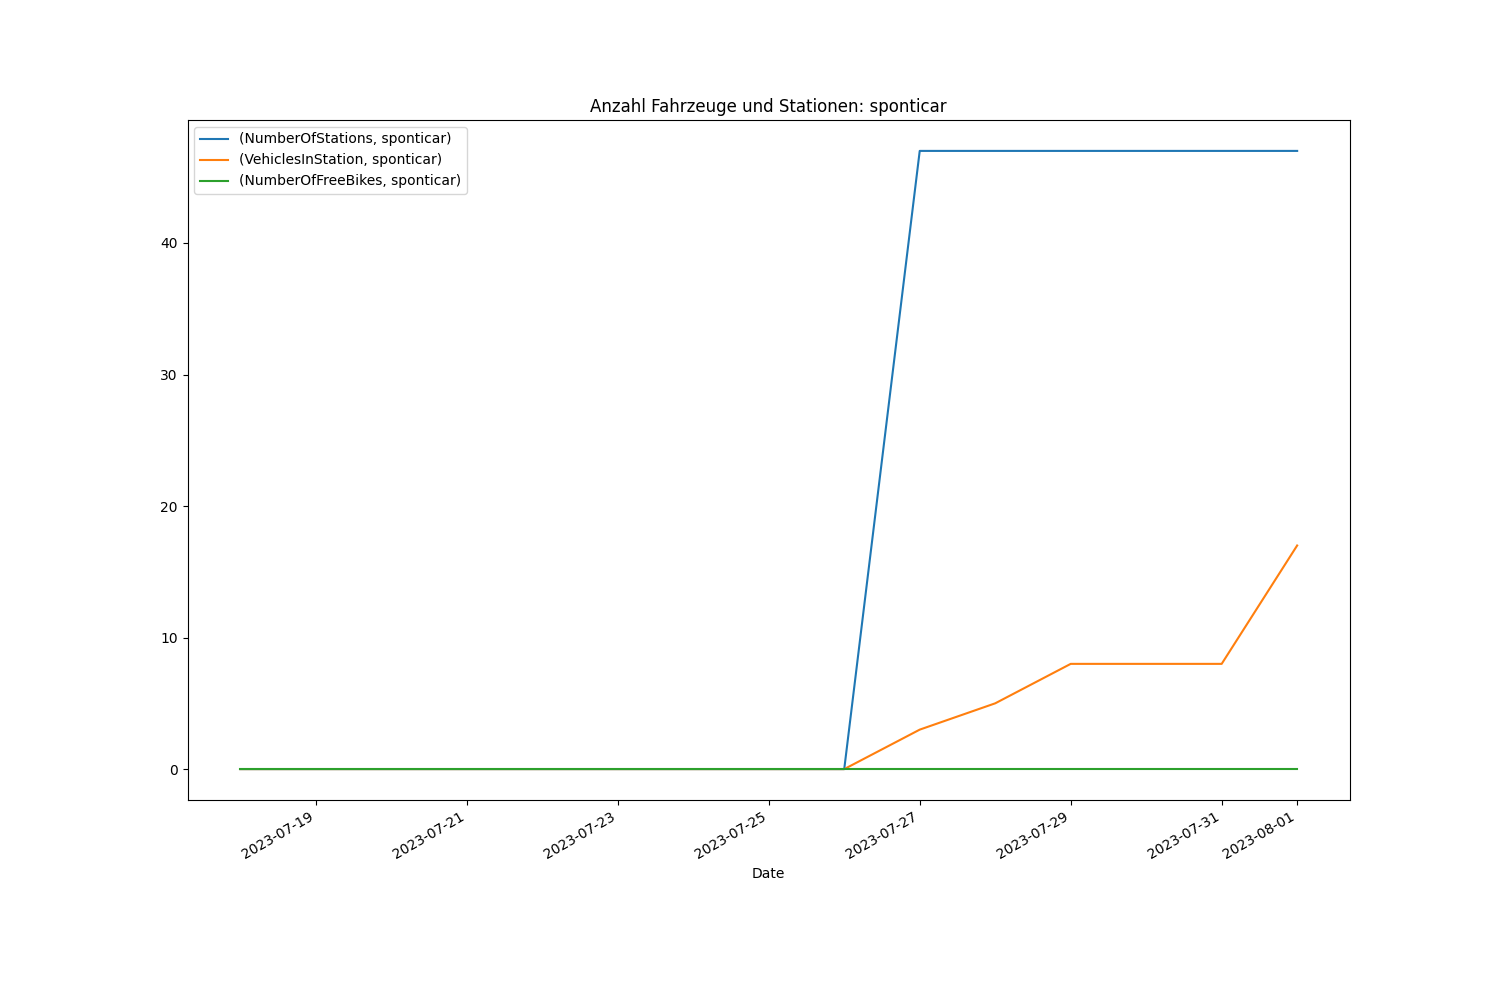 Anzahl Fahrzeuge und Stationen: sponticar
(NumberOfStations, sponticar)
(VehiclesInStation, sponticar)
(NumberOfFreeBikes, sponticar)
40
30
20
10
0
2023-07-19
2023-07-21
2023-07-23
2023-07-25
2023-07-27
2023-07-29
2023-07-31
2023-08-01
Date